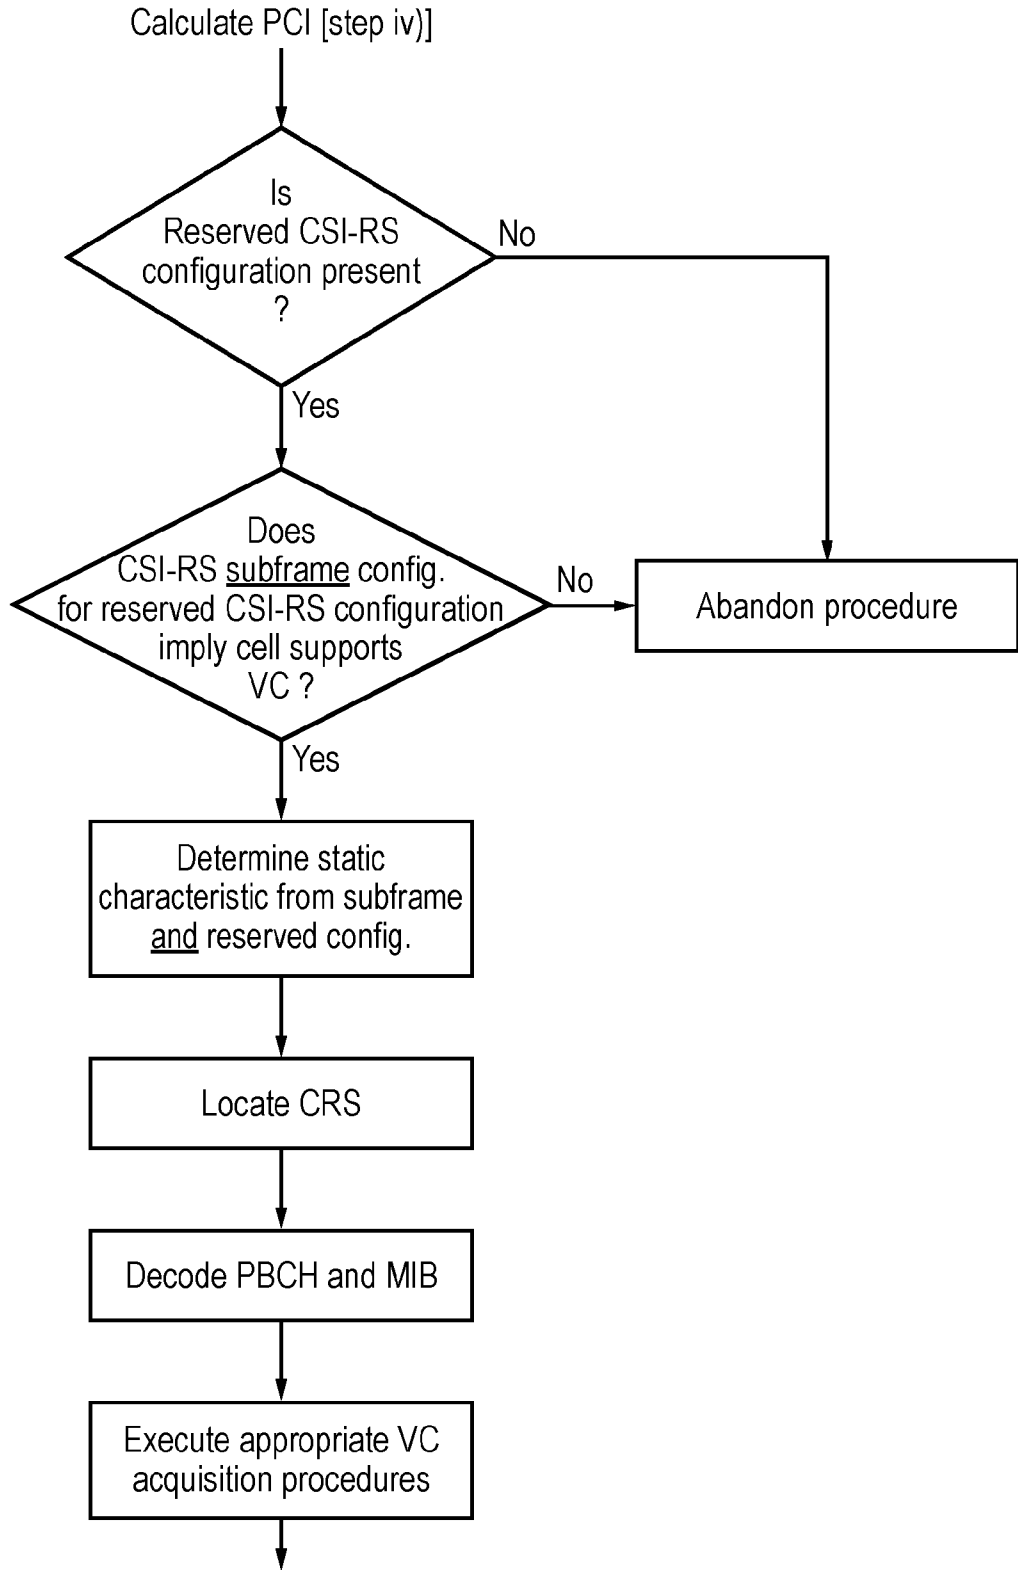 Calculate PCI [step iv)]
Is
Reserved CSI-RS
configuration present
?
No
Yes
Does
CSI-RS subframe config.
for reserved CSI-RS configuration
imply cell supports
VC ?
No
Abandon procedure
Yes
Determine static
characteristic from subframe
and reserved config.
Locate CRS
Decode PBCH and MIB
Execute appropriate VC
acquisition procedures